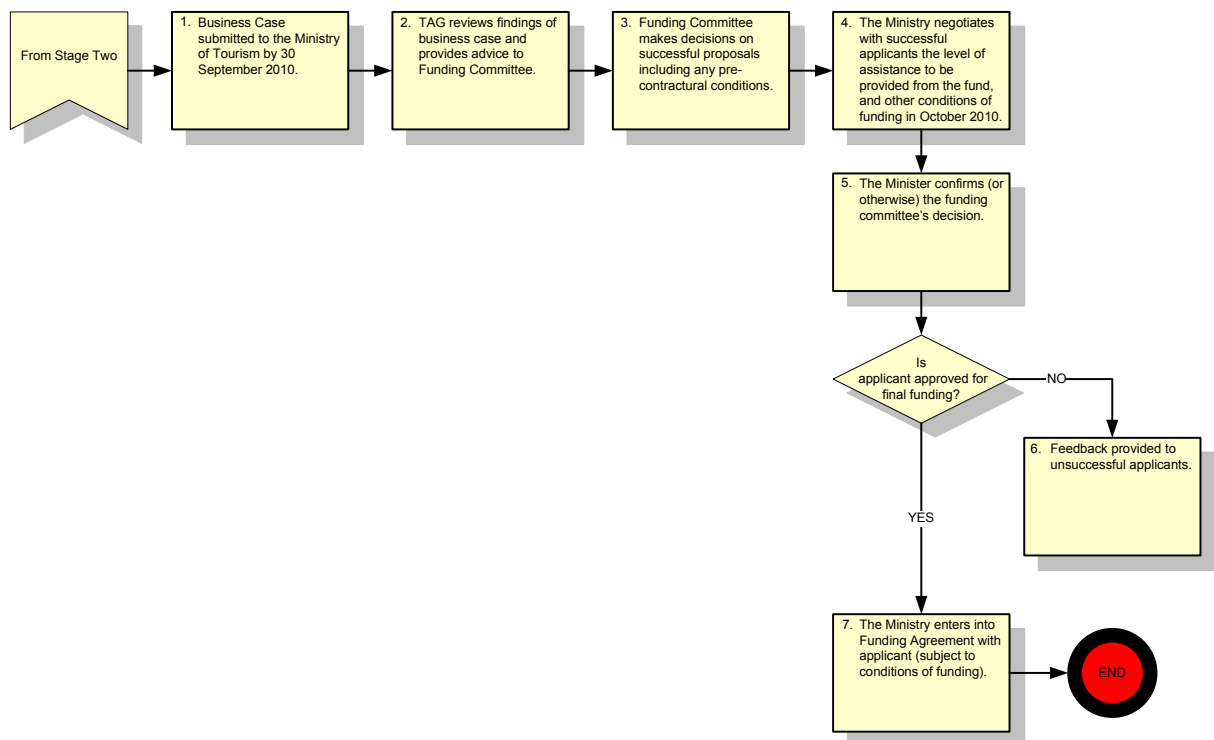 From Stage Two
1. Business Case
submitted to the Ministry
of Tourism by 30
September 2010.
2. TAG reviews findings of
business case and
provides advice to
Funding Committee.
3. Funding Committee
makes decisions on
successful proposals
including any pre-
contractural conditions.
4. The Ministry negotiates
with successful
applicants the level of
assistance to be
provided from the fund,
and other conditions of
funding in October 2010.
5. The Minister confirms (or
otherwise) the funding
committee's decision.
Is
applicant approved for
final funding?
NO
6. Feedback provided to
unsuccessful applicants.
YES
7. The Ministry enters into
Funding Agreement with
applicant (subject to
conditions of funding).
END